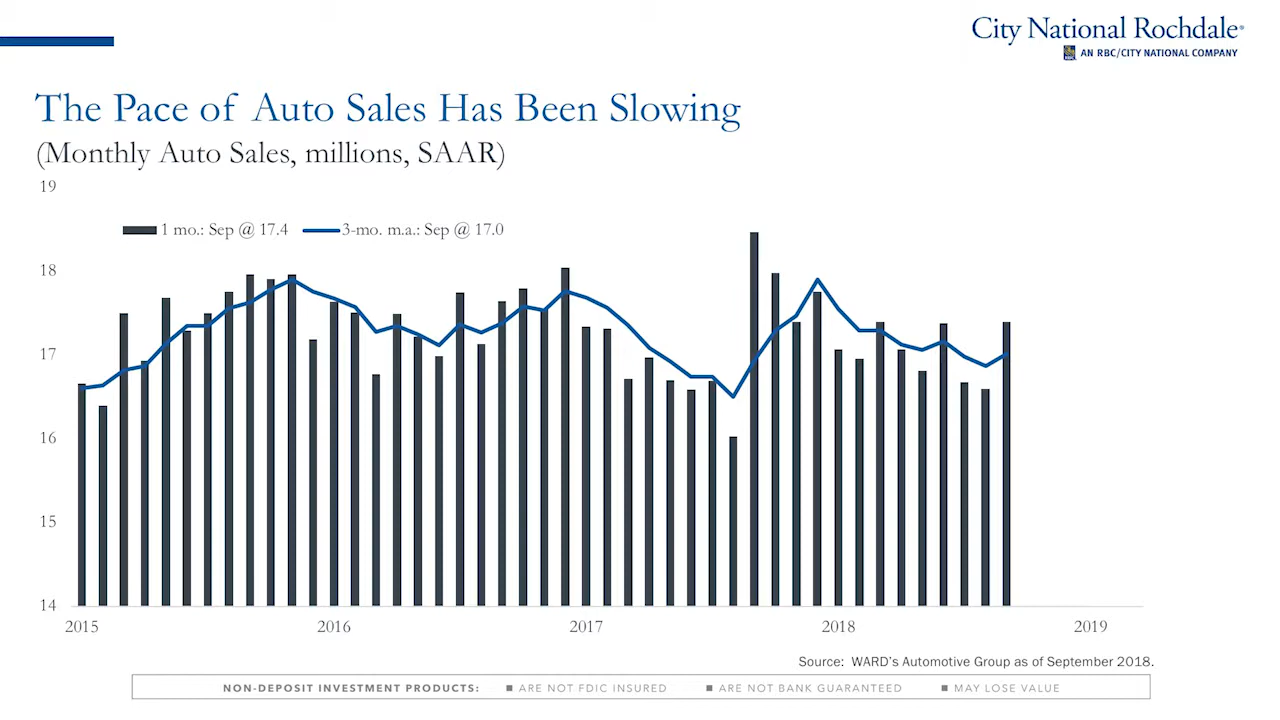 City National Rochdale®
RBC AN RBC/CITY NATIONAL COMPANY
The Pace of Auto Sales Has Been Slowing
(Monthly Auto Sales, millions, SAAR)
19
1 mo.: Sep @ 17.4 3-mo. m.a.: Sep @ 17.0
18
17
16
15
14
2015 2016 2017 2018 2019
Source: WARD's Automotive Group as of September 2018.
NON-DEPOSIT INVESTMENT PRODUCTS: ■ ARE NOT FDIC INSURED ■ ARE NOT BANK GUARANTEED ■ MAY LOSE VALUE